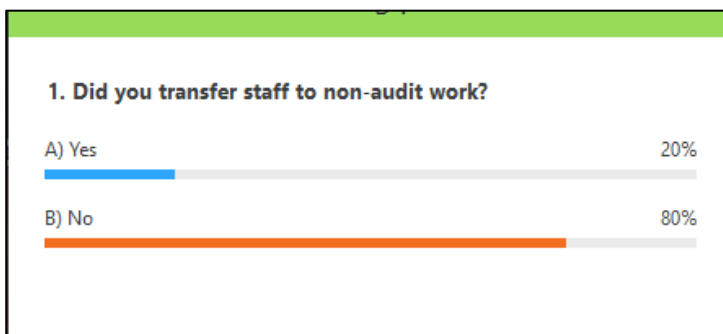 1. Did you transfer staff to non-audit work?
A) Yes 20%
B) No 80%